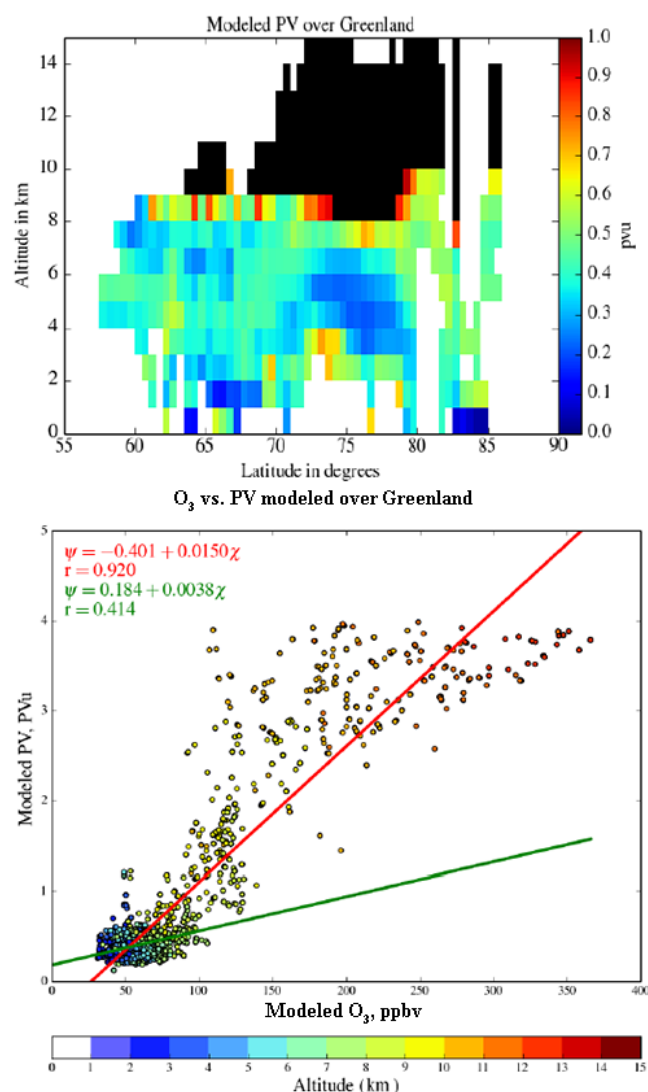 Modeled PV over Greenland
14
12
10
8
6
4
2
0
Altitude in km
55 60 65 70 75 80 85 90
Latitude in degrees
1.0
0.9
0.8
0.7
0.6
0.5
0.4
0.3
0.2
0.1
0.0
pvu
O₃ vs. PV modeled over Greenland
ψ = −0.401 + 0.0150χ
r = 0.920
ψ = 0.184 + 0.0038χ
r = 0.414
5
4
3
2
1
0
Modeled PV, PVu
0 50 100 150 200 250 300 350 400
Modeled O₃, ppbv
0 1 2 3 4 5 6 7 8 9 10 11 12 13 14 15
Altitude (km)